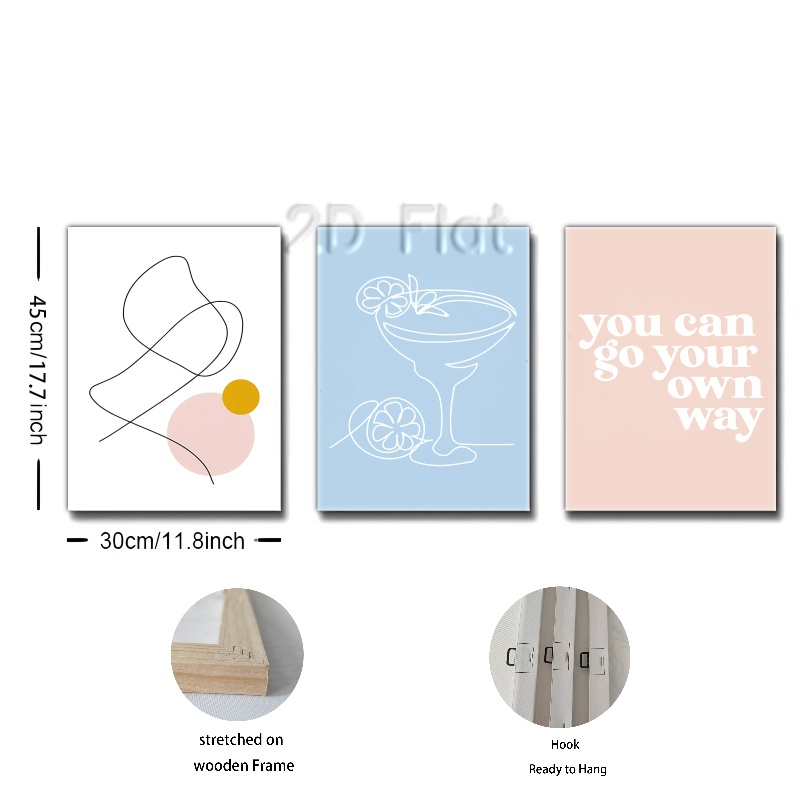 2D Flat
you can
go your
own
way
45cm/17.7inch
30cm/11.8inch
stretched on
wooden Frame
Hook
Ready to Hang